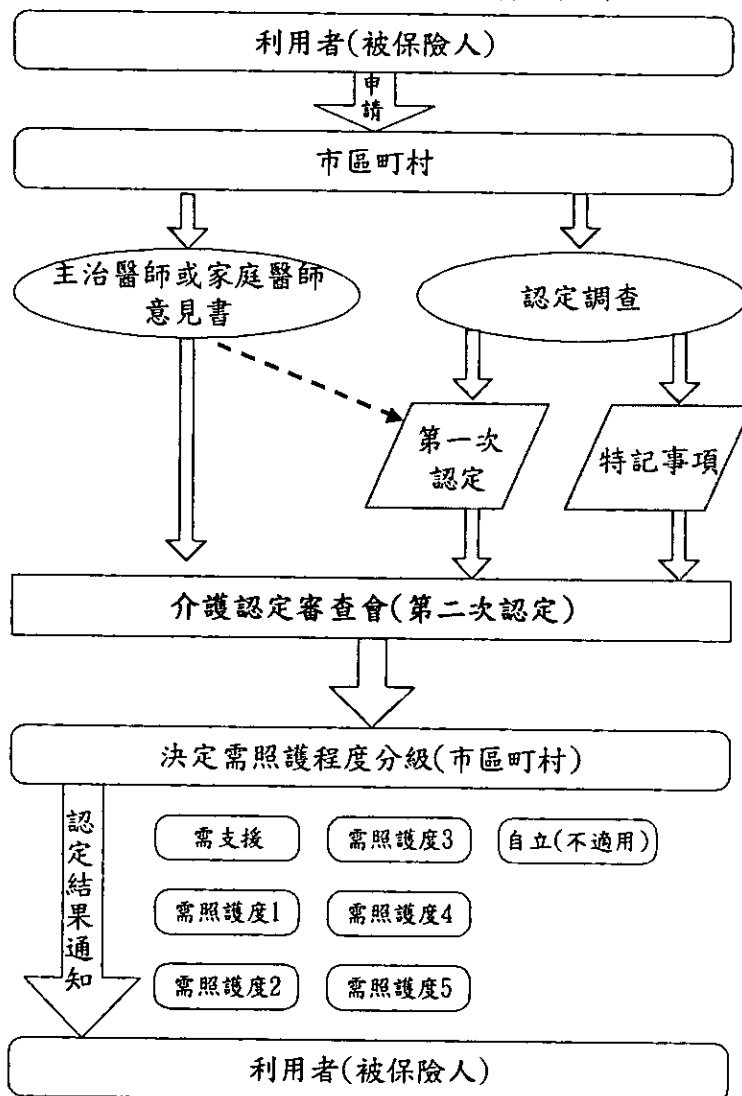 利用者(被保險人)
申
請
市區町村
主治醫師或家庭醫師
意見書
認定調查
第一次
認定
特記事項
介護認定審查會(第二次認定)
決定需照護程度分級(市區町村)
認
定
結
果
通
知
需支援
需照護度3
自立(不適用)
需照護度1
需照護度4
需照護度2
需照護度5
利用者(被保險人)